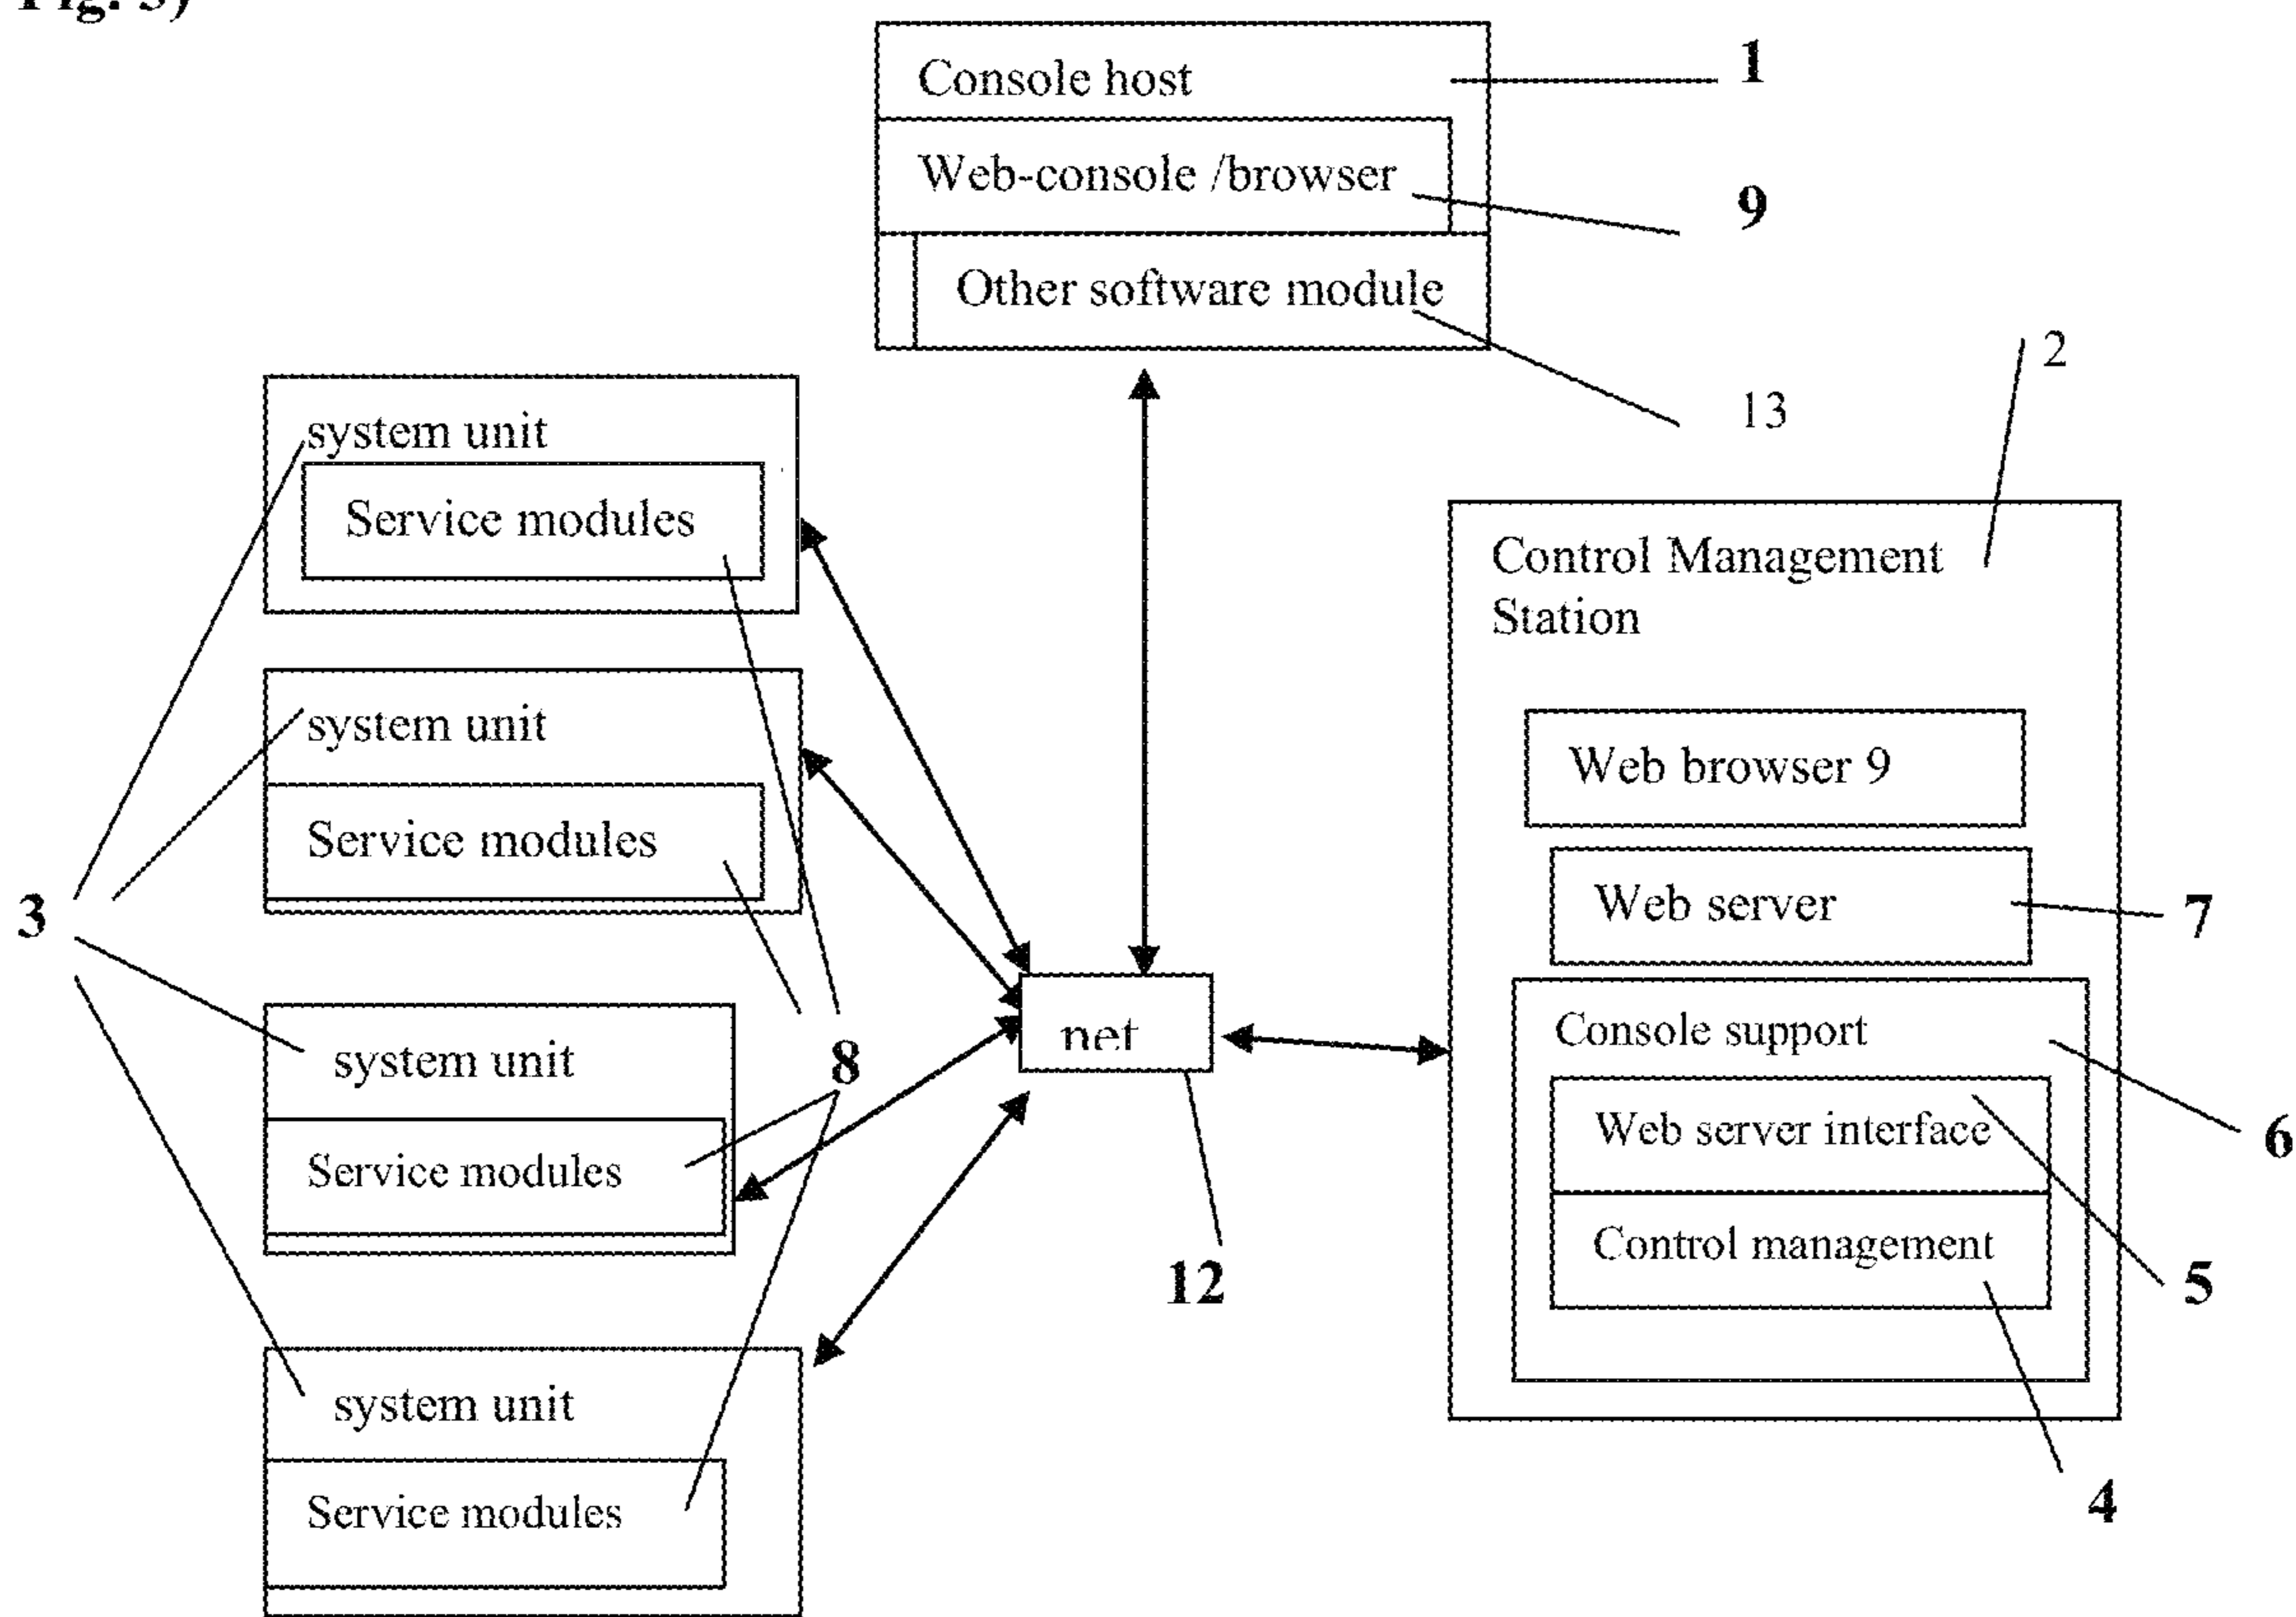 Fig. 3)
Console host
1
Web-console /browser
9
Other software module
13
2
system unit
Service modules
Control Management
Station
system unit
Service modules
Web browser 9
Web server
7
3
system unit
Service modules
8
net
12
Console support
6
Web server interface
5
Control management
4
system unit
Service modules